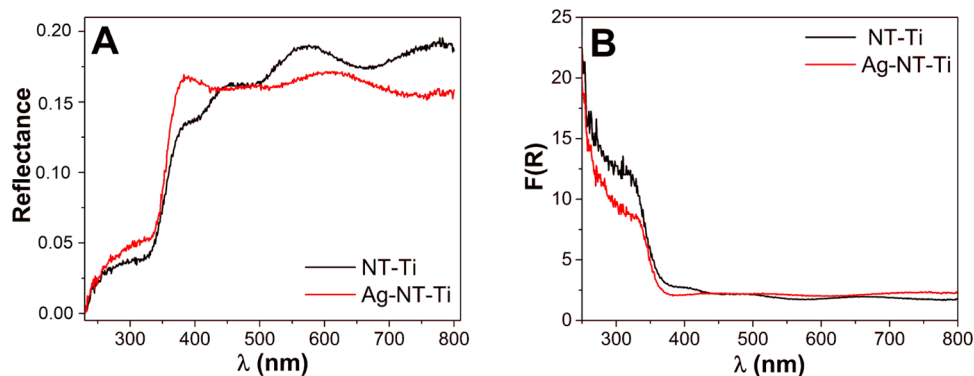 A
0.20
0.15
0.10
0.05
0.00
Reflectance
NT-Ti
Ag-NT-Ti
300 400 500 600 700 800
λ (nm)
B
25
20
15
10
5
0
F(R)
NT-Ti
Ag-NT-Ti
300 400 500 600 700 800
λ (nm)